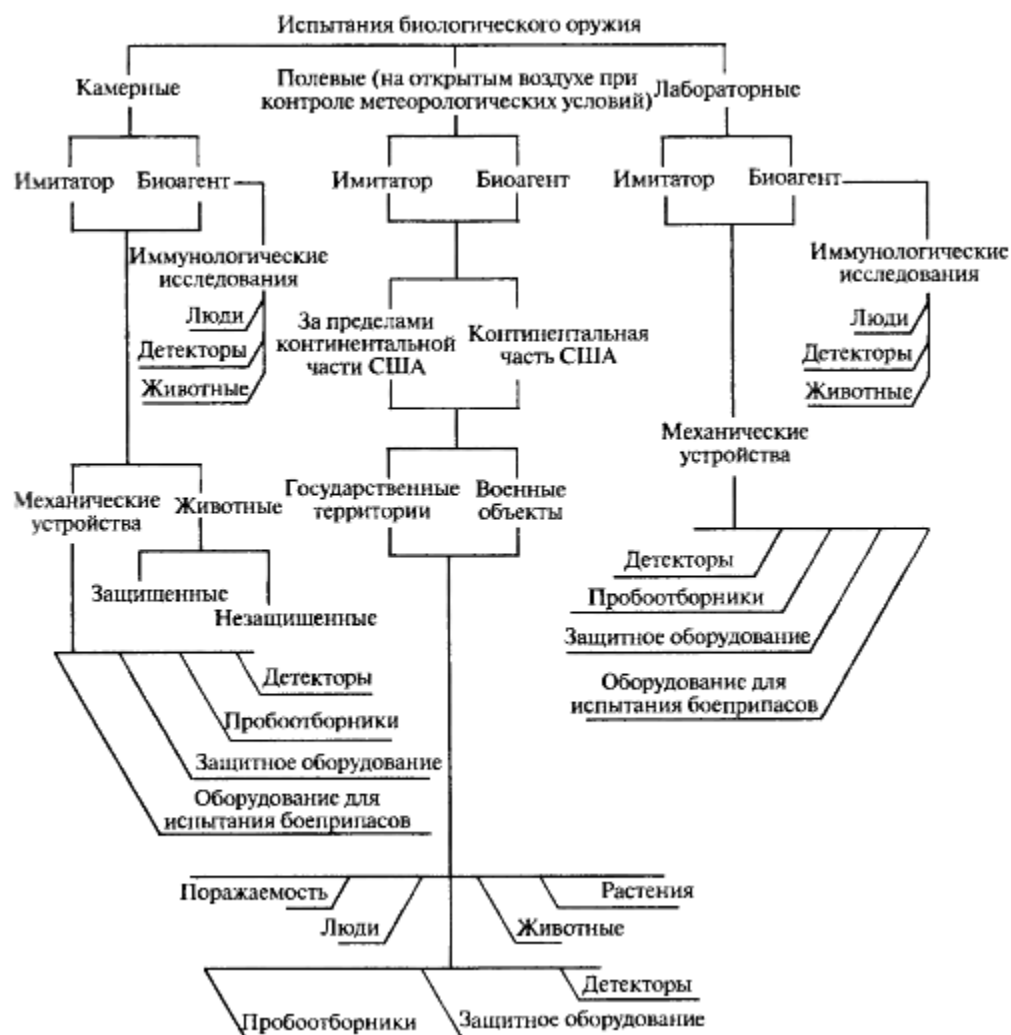 Испытания биологического оружия
Камерные
Полевые (на открытым воздухе при
контроле метеорологических условий)
Лабораторные
Имитатор
Биоагент
Имитатор
Биоагент
Имитатор
Биоагент
Иммунологические
исследования
Люди
Детекторы
Животные
За пределами
континентальной
части США
Континентальная
часть США
Иммунологические
исследования
Люди
Детекторы
Животные
Механические
устройства
Механические
устройства
Животные
Государственные
территории
Военные
объекты
Защищенные
Незащищенные
Детекторы
Пробоотборники
Защитное оборудование
Оборудование для
испытания боеприпасов
Детекторы
Пробоотборники
Защитное оборудование
Оборудование для
испытания боеприпасов
Поражаемость
Люди
Животные
Растения
Детекторы
Пробоотборники
Защитное оборудование